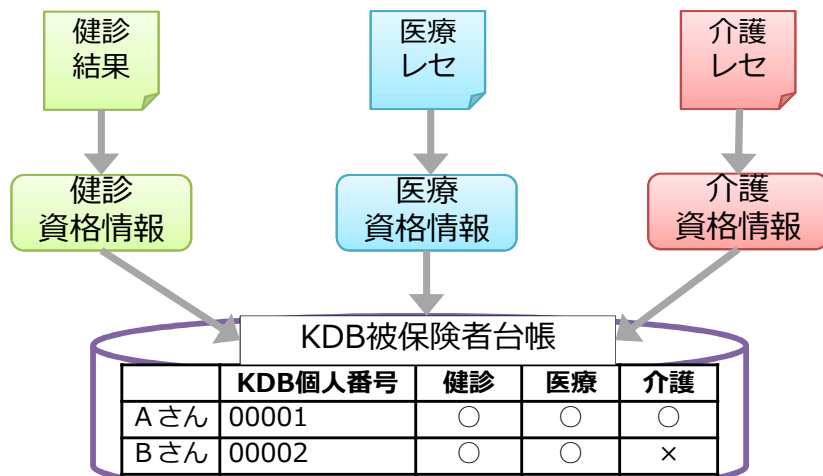 健診
結果
医療
レセ
介護
レセ
健診
資格情報
医療
資格情報
介護
資格情報
KDB被保険者台帳
KDB個人番号 健診 医療 介護
Aさん 00001 ○ ○ ○
Bさん 00002 ○ ○ ×